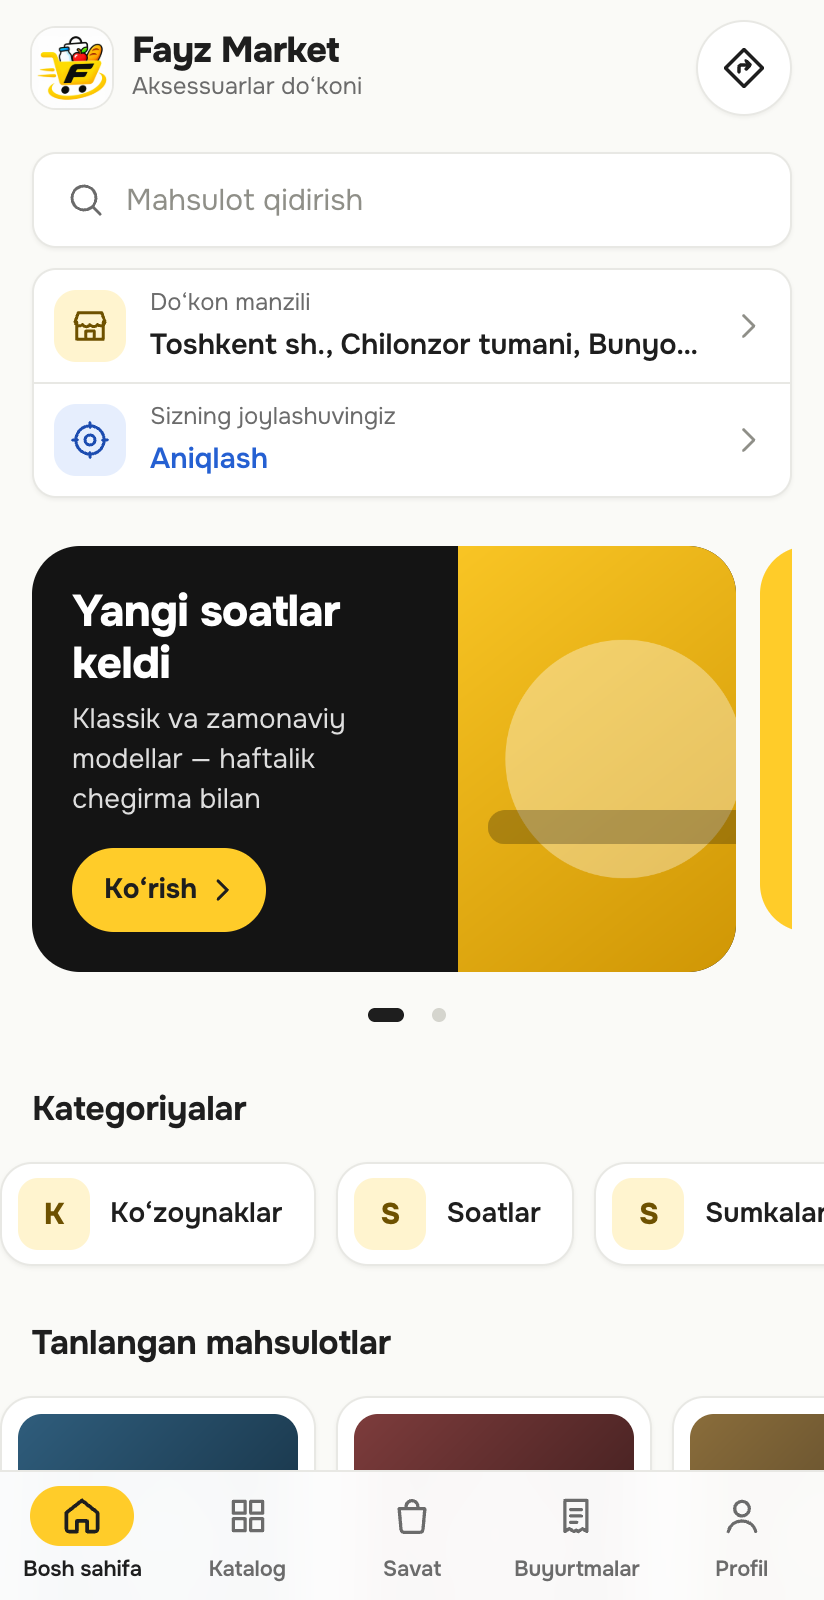 F
Fayz Market
Aksessuarlar do‘koni
Mahsulot qidirish
Do‘kon manzili
Toshkent sh., Chilonzor tumani, Bunyo...
Sizning joylashuvingiz
Aniqlash
Yangi soatlar
keldi
Klassik va zamonaviy
modellar – haftalik
chegirma bilan
Ko‘rish
Kategoriyalar
K
Ko‘zoynaklar
S
Soatlar
S
Sumkalar
Tanlangan mahsulotlar
Bosh sahifa
Katalog
Savat
Buyurtmalar
Profil